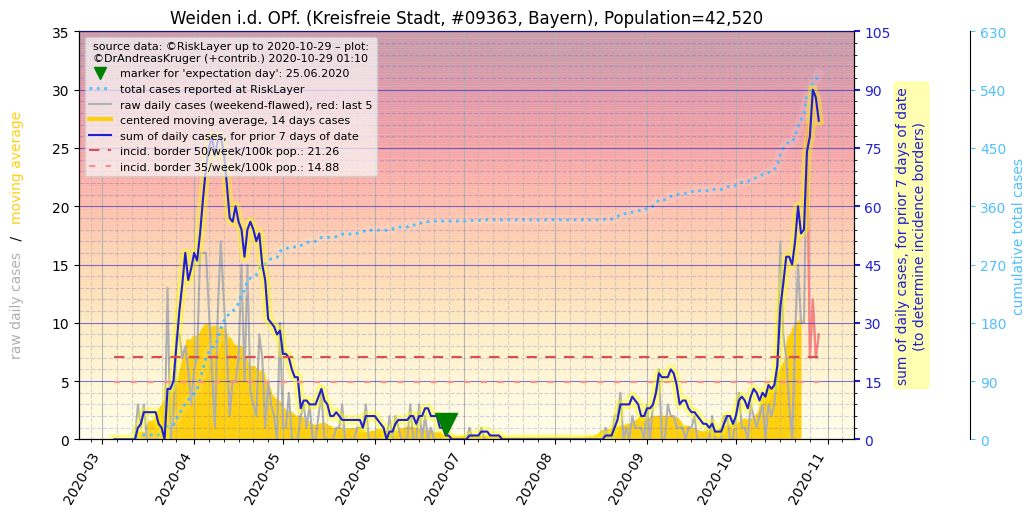 Weiden i.d. OPf. (Kreisfreie Stadt, #09363, Bayern), Population=42,520
source data: ©RiskLayer up to 2020-10-29 – plot:
©DrAndreasKruger (+contrib.) 2020-10-29 01:10
marker for 'expectation day': 25.06.2020
total cases reported at RiskLayer
raw daily cases (weekend-flawed), red: last 5
centered moving average, 14 days cases
sum of daily cases, for prior 7 days of date
incid. border 50/week/100k pop.: 21.26
incid. border 35/week/100k pop.: 14.88
raw daily cases / moving average
35
30
25
20
15
10
5
0
2020-03
2020-04
2020-05
2020-06
2020-07
2020-08
2020-09
2020-10
2020-11
105
90
75
60
45
30
15
0
sum of daily cases, for prior 7 days of date
(to determine incidence borders)
630
540
450
360
270
180
90
0
cumulative total cases